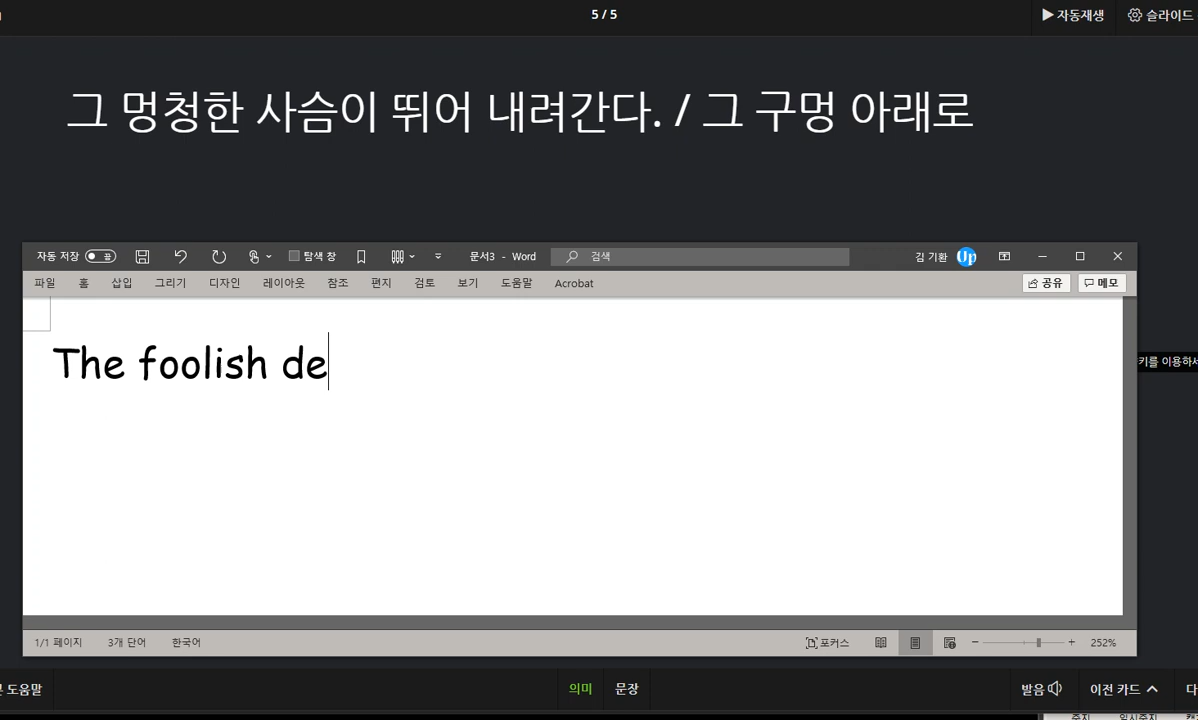 5 / 5
▶ 자동재생
슬라이드
그 멍청한 사슴이 뛰어 내려간다. / 그 구멍 아래로
자동 저장
끔
탐색 창
문서3 - Word
검색
김 기환
Up
파일 홈 삽입 그리기 디자인 레이아웃 참조 편지 검토 보기 도움말 Acrobat
공유 메모
The foolish de
키를 이용하세
1/1 페이지 3개 단어 한국어
포커스
252%
도움말
의미 문장
발음
이전 카드
다